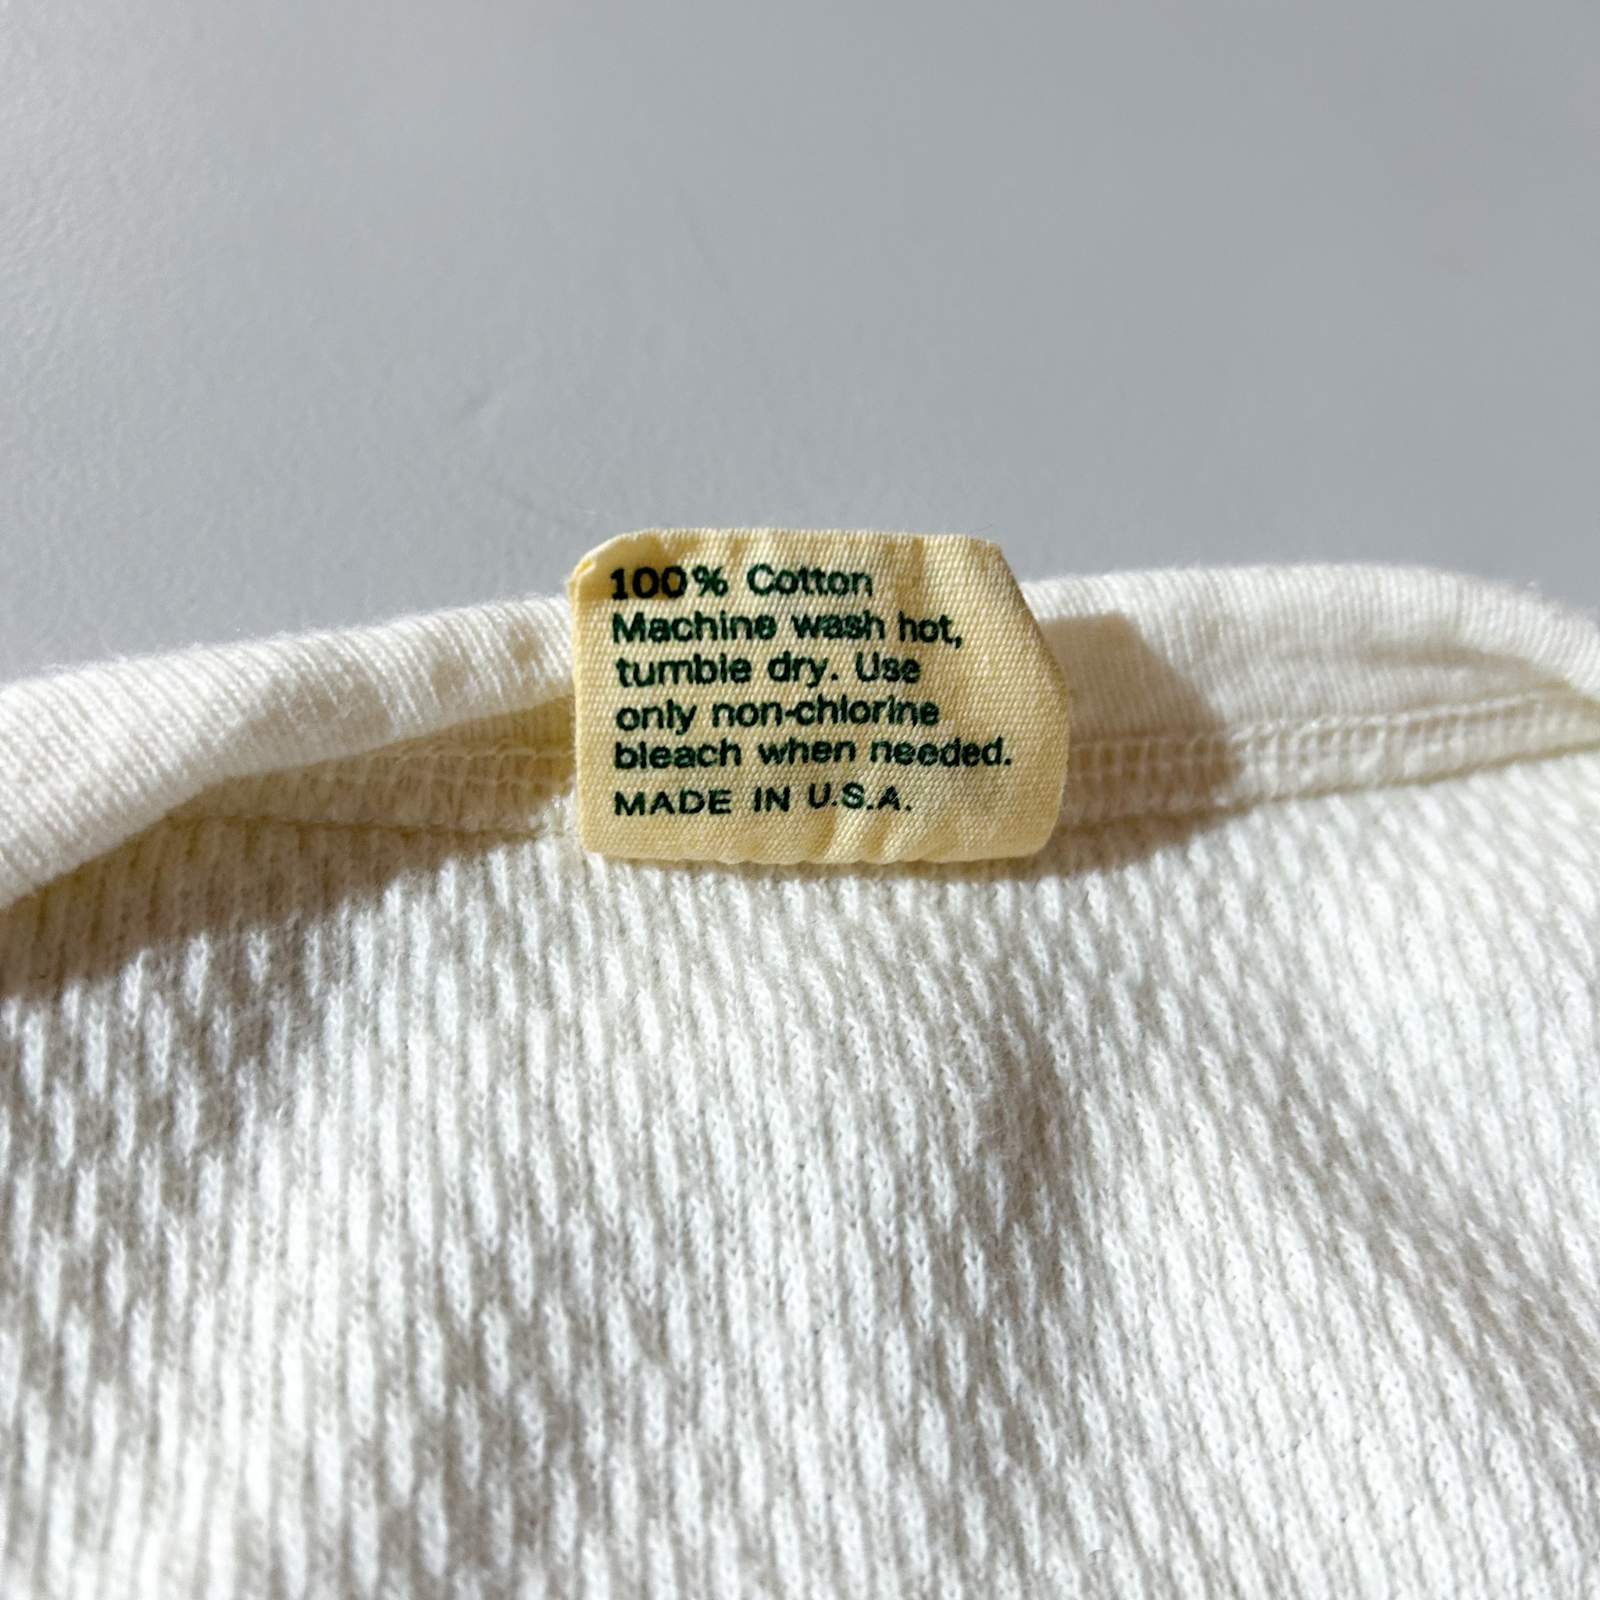 100% Cotton
Machine wash hot,
tumble dry. Use
only non-chlorine
bleach when needed.
MADE IN U.S.A.